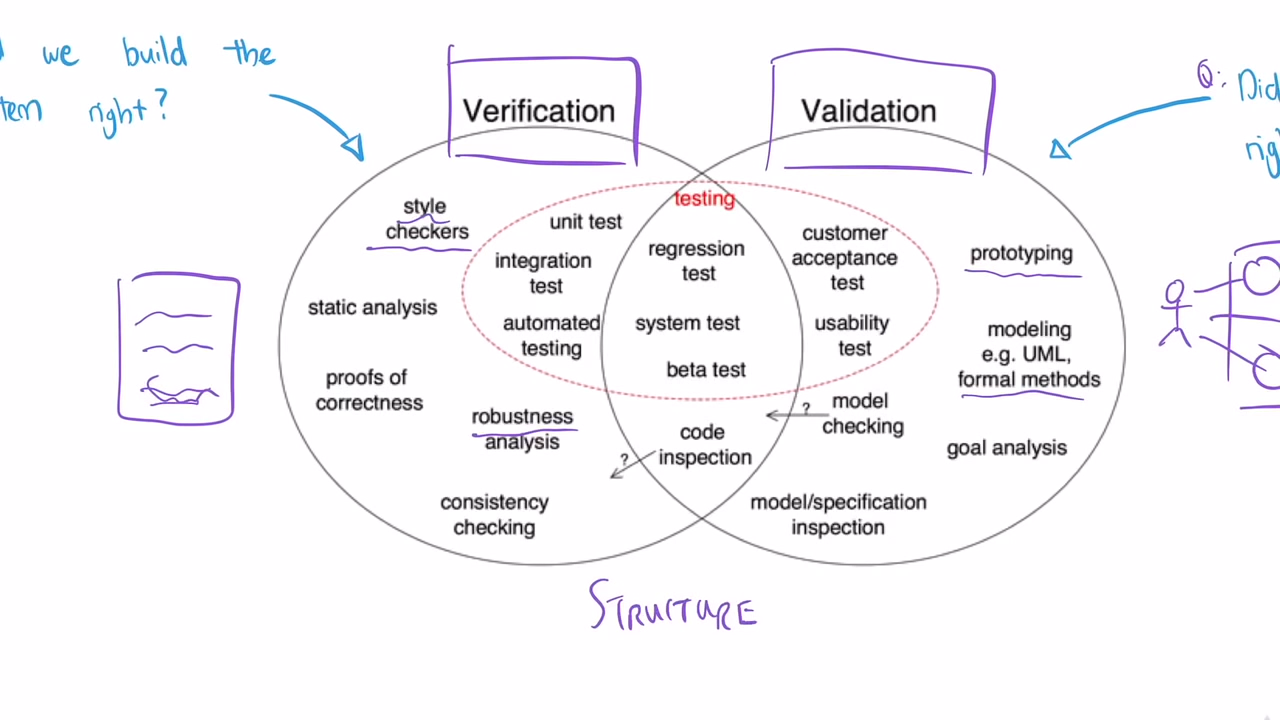 we build the
right?
Verification
Validation
Q: Did
style
checkers
static analysis
proofs of
correctness
robustness
analysis
consistency
checking
testing
unit test
integration
test
automated
testing
regression
test
system test
beta test
code
inspection
?
customer
acceptance
test
usability
test
?
model
checking
model/specification
inspection
prototyping
modeling
e.g. UML,
formal methods
goal analysis
STRUCTURE